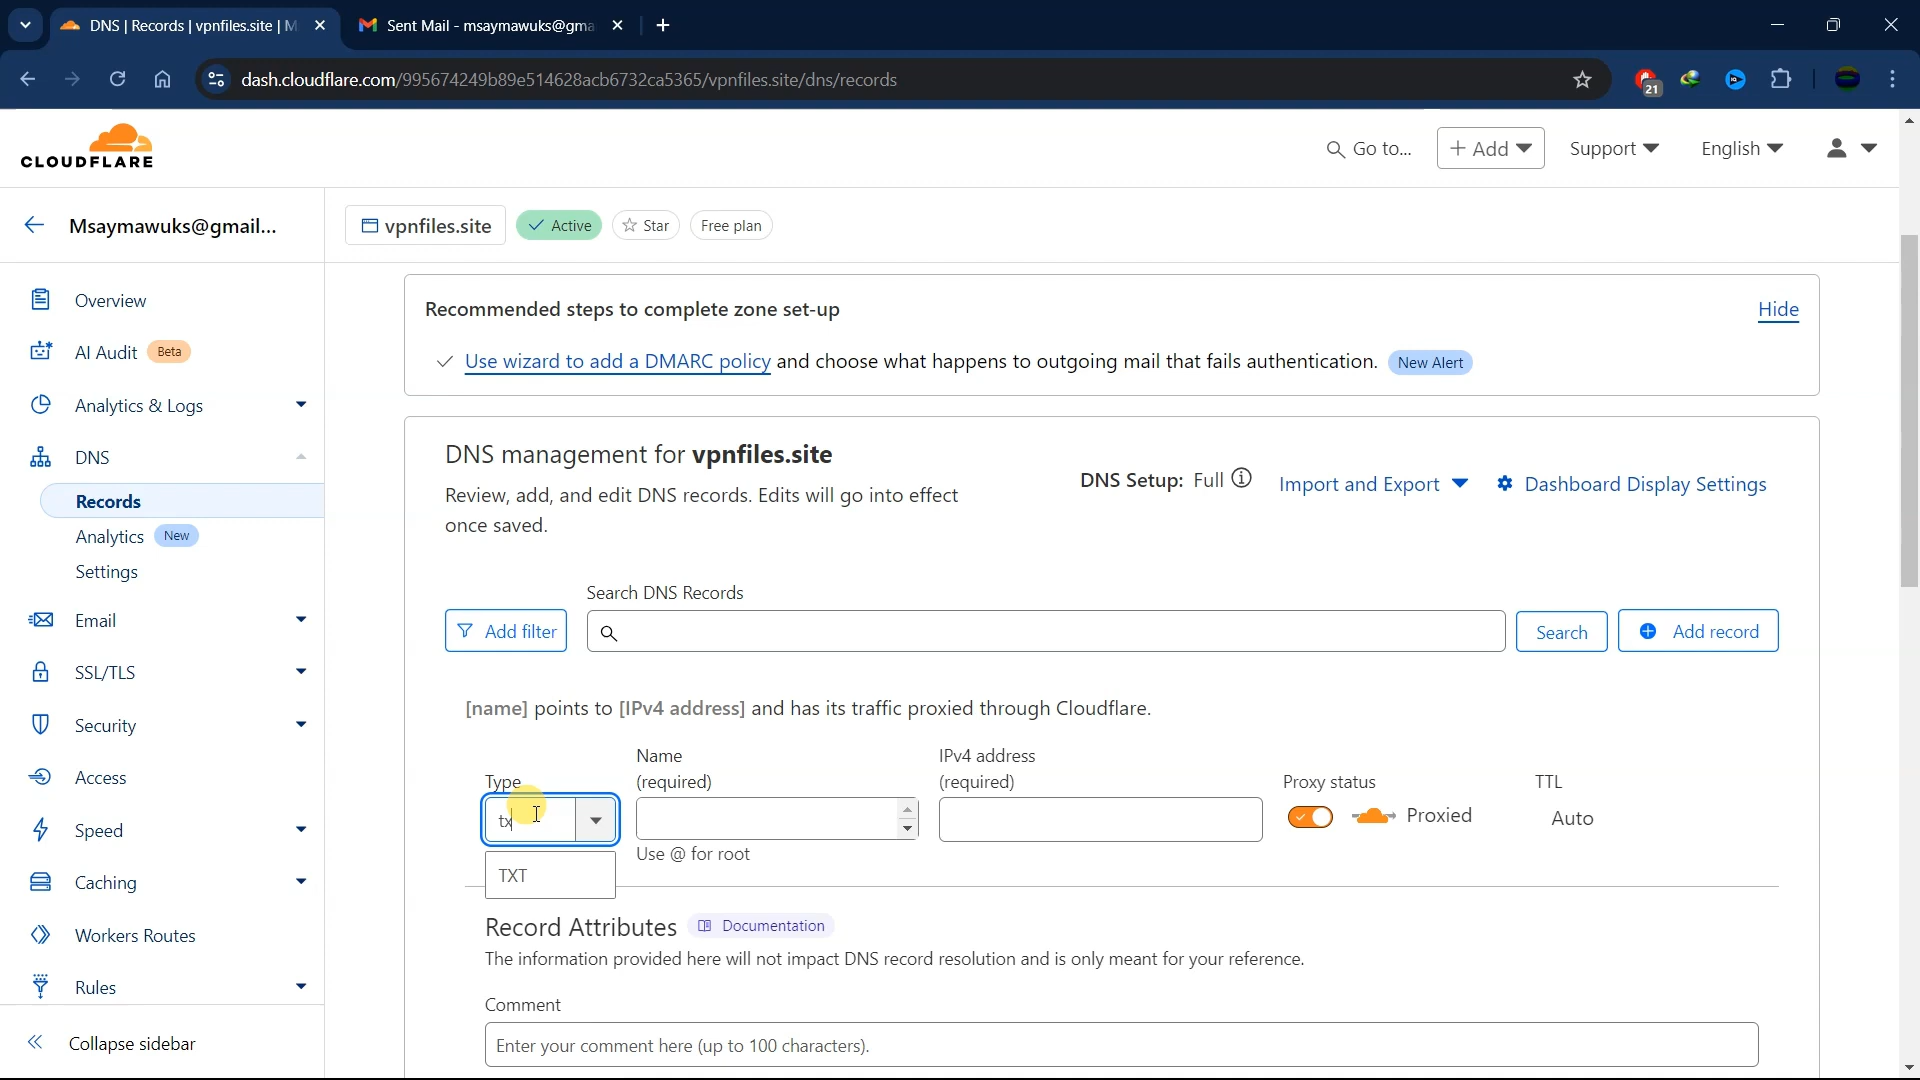 DNS | Records | vpnfiles.site | M
Sent Mail - msaymawuks@gma
dash.cloudflare.com/995674249b89e514628acb6732ca5365/vpnfiles.site/dns/records
21
CLOUDFLARE
Go to...
+ Add
Support
English
Msaymawuks@gmail...
vpnfiles.site
Active
Star
Free plan
Overview
AI Audit Beta
Analytics & Logs
DNS
Records
Analytics New
Settings
Email
SSL/TLS
Security
Access
Speed
Caching
Workers Routes
Rules
Collapse sidebar
Recommended steps to complete zone set-up
Hide
Use wizard to add a DMARC policy and choose what happens to outgoing mail that fails authentication. New Alert
DNS management for vpnfiles.site
Review, add, and edit DNS records. Edits will go into effect
once saved.
DNS Setup: Full
Import and Export
Dashboard Display Settings
Search DNS Records
Add filter
Search
Add record
[name] points to [IPv4 address] and has its traffic proxied through Cloudflare.
Type
tx
TXT
Name
(required)
Use @ for root
IPv4 address
(required)
Proxy status
Proxied
TTL
Auto
Record Attributes Documentation
The information provided here will not impact DNS record resolution and is only meant for your reference.
Comment
Enter your comment here (up to 100 characters).